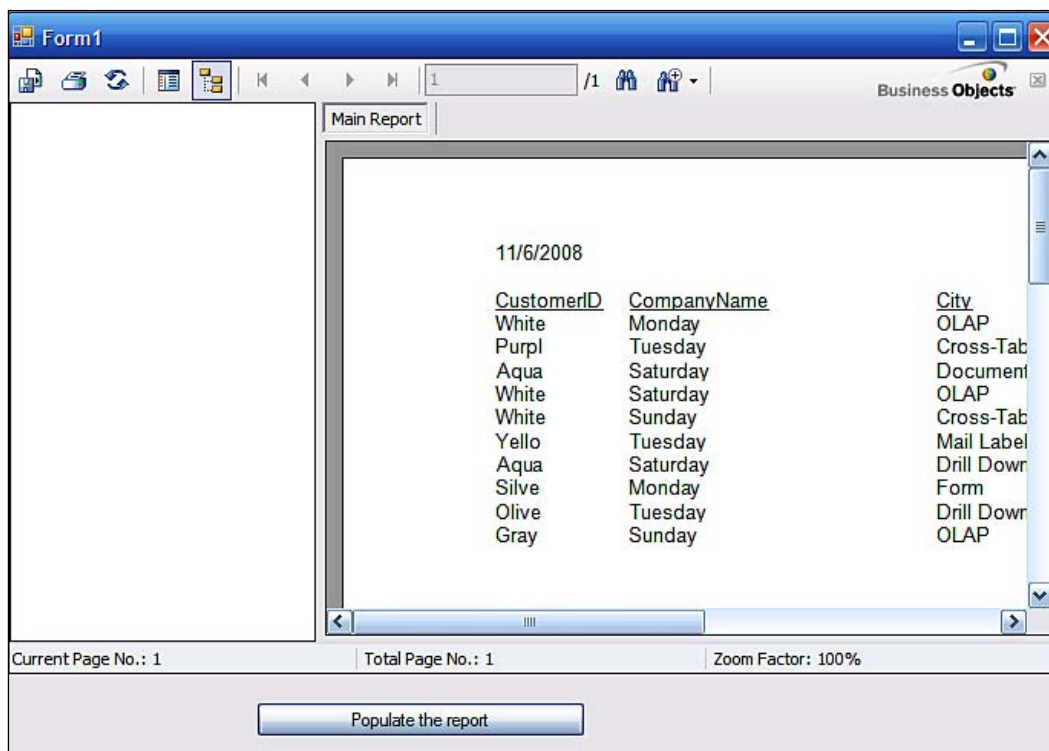 Form1
1 /1 Business Objects
Main Report
11/6/2008
CustomerID CompanyName City
White Monday OLAP
Purpl Tuesday Cross-Tab
Aqua Saturday Document
White Saturday OLAP
White Sunday Cross-Tab
Yello Tuesday Mail Label
Aqua Saturday Drill Down
Silve Monday Form
Olive Tuesday Drill Down
Gray Sunday OLAP
Current Page No.: 1 Total Page No.: 1 Zoom Factor: 100%
Populate the report